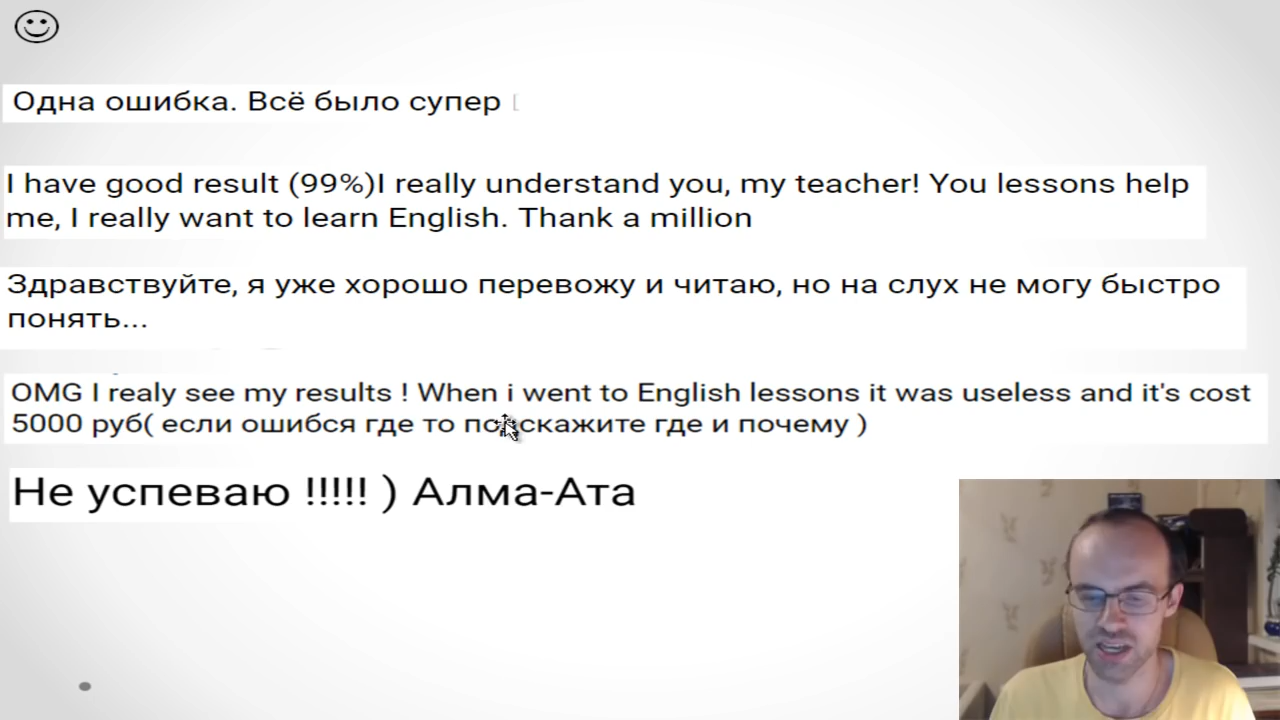 Одна ошибка. Всё было супер
I have good result (99%)I really understand you, my teacher! You lessons help
me, I really want to learn English. Thank a million
Здравствуйте, я уже хорошо перевожу и читаю, но на слух не могу быстро
понять...
OMG I realy see my results ! When i went to English lessons it was useless and it's cost
5000 руб( если ошибся где то подскажите где и почему )
Не успеваю !!!!! ) Алма-Ата